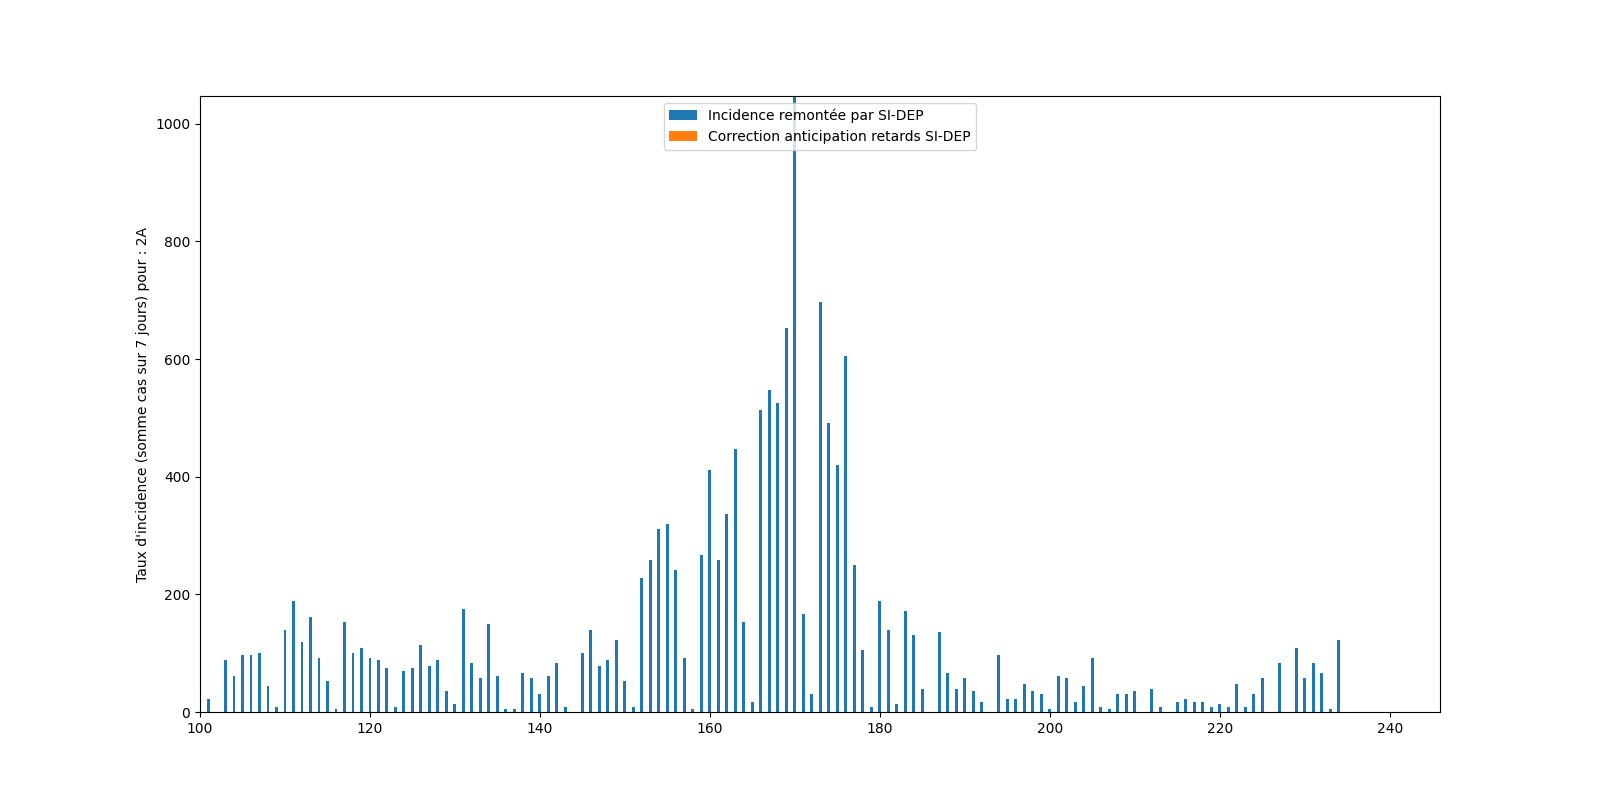 Incidence remontée par SI-DEP
Correction anticipation retards SI-DEP
Taux d'incidence (somme cas sur 7 jours) pour : 2A
1000
800
600
400
200
0
100 120 140 160 180 200 220 240